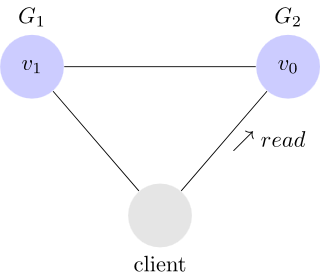 G₁ G₂
v₁ v₀
read
client